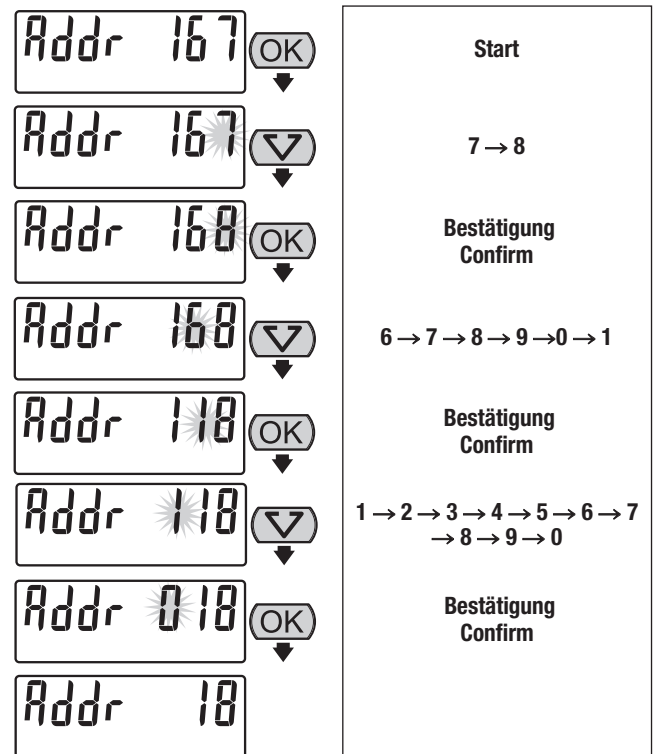 Addr 167 OK
Start
Addr 167
7 → 8
Addr 168 OK
Bestätigung
Confirm
Addr 168
6 → 7 → 8 → 9 → 0 → 1
Addr 118 OK
Bestätigung
Confirm
Addr 118
1 → 2 → 3 → 4 → 5 → 6 → 7
→ 8 → 9 → 0
Addr 018 OK
Bestätigung
Confirm
Addr 18